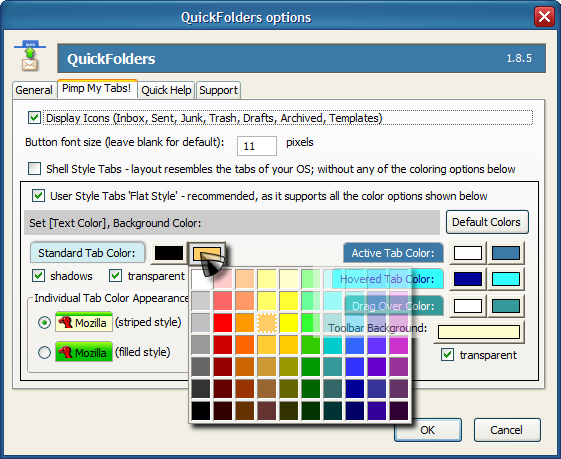 QuickFolders options
QuickFolders 1.8.5
General Pimp My Tabs! Quick Help Support
Display Icons (Inbox, Sent, Junk, Trash, Drafts, Archived, Templates)
Button font size (leave blank for default): 11 pixels
Shell Style Tabs - layout resembles the tabs of your OS; without any of the coloring options below
User Style Tabs 'Flat Style' - recommended, as it supports all the color options shown below
Set [Text Color], Background Color: Default Colors
Standard Tab Color: Active Tab Color:
shadows transparent Hovered Tab Color:
Individual Tab Color Appearance Drag Over Color:
Mozilla (striped style) Toolbar Background:
Mozilla (filled style) transparent
OK Cancel